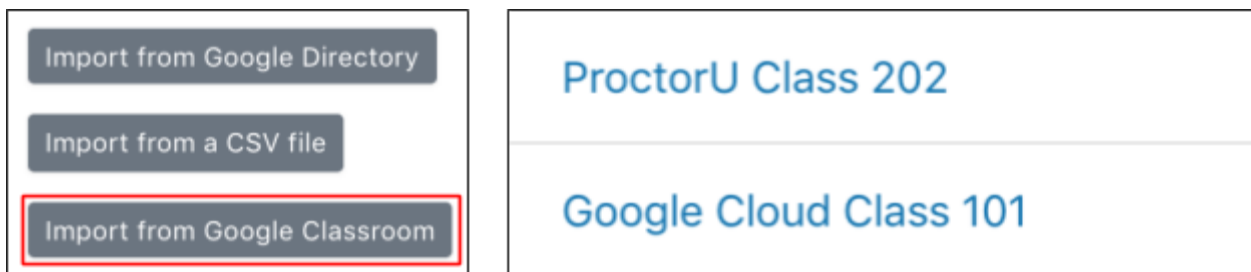 Import from Google Directory
Import from a CSV file
Import from Google Classroom
ProctorU Class 202
Google Cloud Class 101